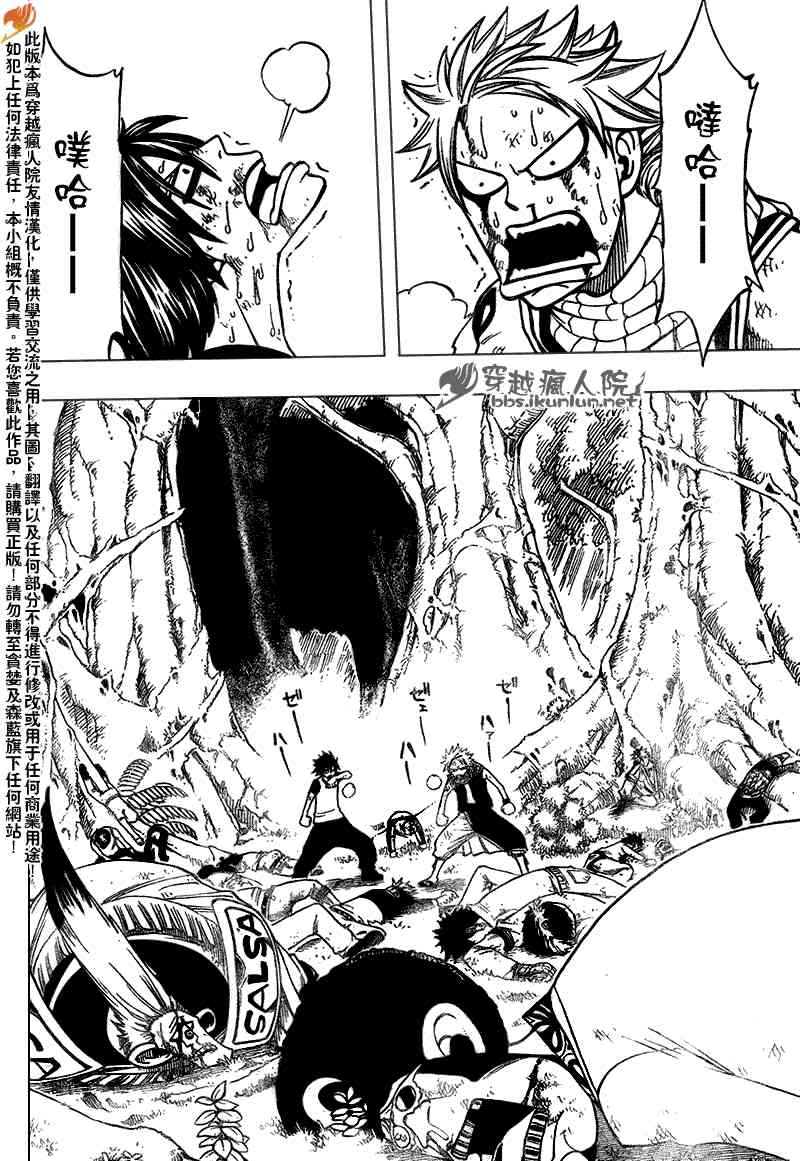 噠哈——
噗哈——
穿越瘋人院
bbs.ikunlun.net
ゼー
ハー
ゼェー
ハァー
SALSA
SA
此版本爲穿越瘋人院友情漢化，僅供學習交流之用！其圖、翻譯以及任何部分不得進行修改或用于任何商業用途！
如犯上任何法律責任，本小組概不負責。若您喜歡此作品，請購買正版！請勿轉至貪婪及森藍旗下任何網站！